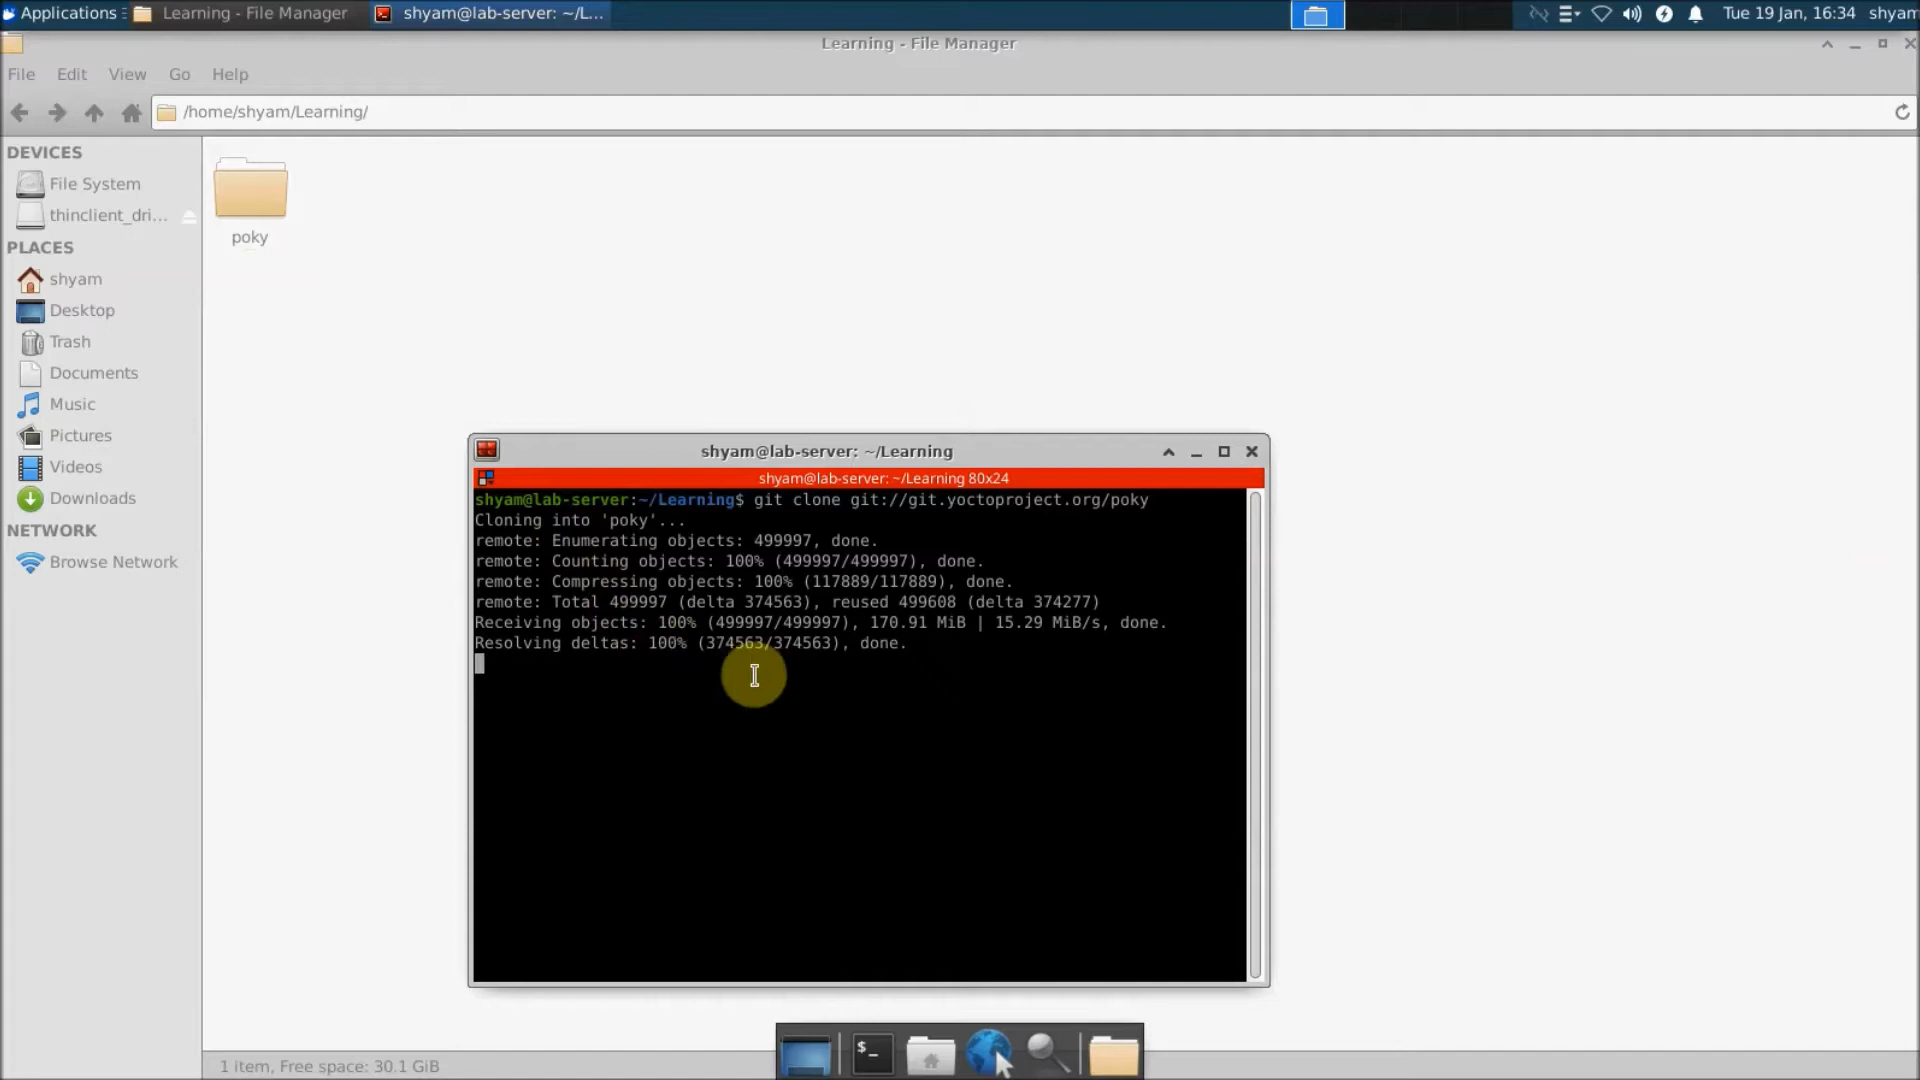 Applications
Learning - File Manager
shyam@lab-server: ~/L...
Tue 19 Jan, 16:34
shyam
Learning - File Manager
File Edit View Go Help
/home/shyam/Learning/
DEVICES
File System
thinclient_dri...
PLACES
shyam
Desktop
Trash
Documents
Music
Pictures
Videos
Downloads
NETWORK
Browse Network
poky
shyam@lab-server: ~/Learning
shyam@lab-server: ~/Learning 80x24
shyam@lab-server:~/Learning$ git clone git://git.yoctoproject.org/poky
Cloning into 'poky'...
remote: Enumerating objects: 499997, done.
remote: Counting objects: 100% (499997/499997), done.
remote: Compressing objects: 100% (117889/117889), done.
remote: Total 499997 (delta 374563), reused 499608 (delta 374277)
Receiving objects: 100% (499997/499997), 170.91 MiB | 15.29 MiB/s, done.
Resolving deltas: 100% (374563/374563), done.
1 item, Free space: 30.1 GiB
$_